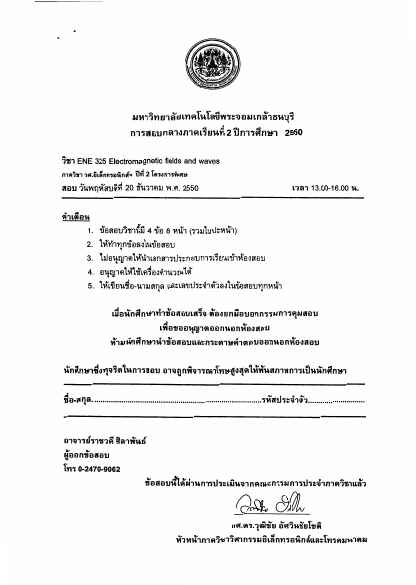 มหาวิทยาลัยเทคโนโลยีพระจอมเกล้าธนบุรี
การสอบกลางภาคเรียนที่ 2 ปีการศึกษา 2550
วิชา ENE 325 Electromagnetic fields and waves
ภาควิชา วศ.อิเล็กทรอนิกส์ฯ ปีที่ 2 โครงการพิเศษ
สอบ วันพฤหัสบดีที่ 20 ธันวาคม พ.ศ. 2550 เวลา 13.00-16.00 น.
คำเตือน
1. ข้อสอบวิชานี้มี 4 ข้อ 8 หน้า (รวมใบปะหน้า)
2. ให้ทำทุกข้อลงในข้อสอบ
3. ไม่อนุญาตให้นำเอกสารประกอบการเรียนเข้าห้องสอบ
4. อนุญาตให้ใช้เครื่องคำนวณได้
5. ให้เขียนชื่อ-นามสกุล และเลขประจำตัวลงในข้อสอบทุกหน้า
เมื่อนักศึกษาทำข้อสอบเสร็จ ต้องยกมือบอกกรรมการคุมสอบ
เพื่อขออนุญาตออกนอกห้องสอบ
ห้ามนักศึกษานำข้อสอบและกระดาษคำตอบออกนอกห้องสอบ
นักศึกษาซึ่งทุจริตในการสอบ อาจถูกพิจารณาโทษสูงสุดให้พ้นสภาพการเป็นนักศึกษา
ชื่อ-สกุล............................................................รหัสประจำตัว....................
อาจารย์ราชวดี ศิลาพันธ์
ผู้ออกข้อสอบ
โทร 0-2470-9062
ข้อสอบนี้ได้ผ่านการประเมินจากคณะกรรมการประจำภาควิชาแล้ว
ผศ.ดร.วุฒิชัย อัศวินชัยโชติ
หัวหน้าภาควิชาวิศวกรรมอิเล็กทรอนิกส์และโทรคมนาคม